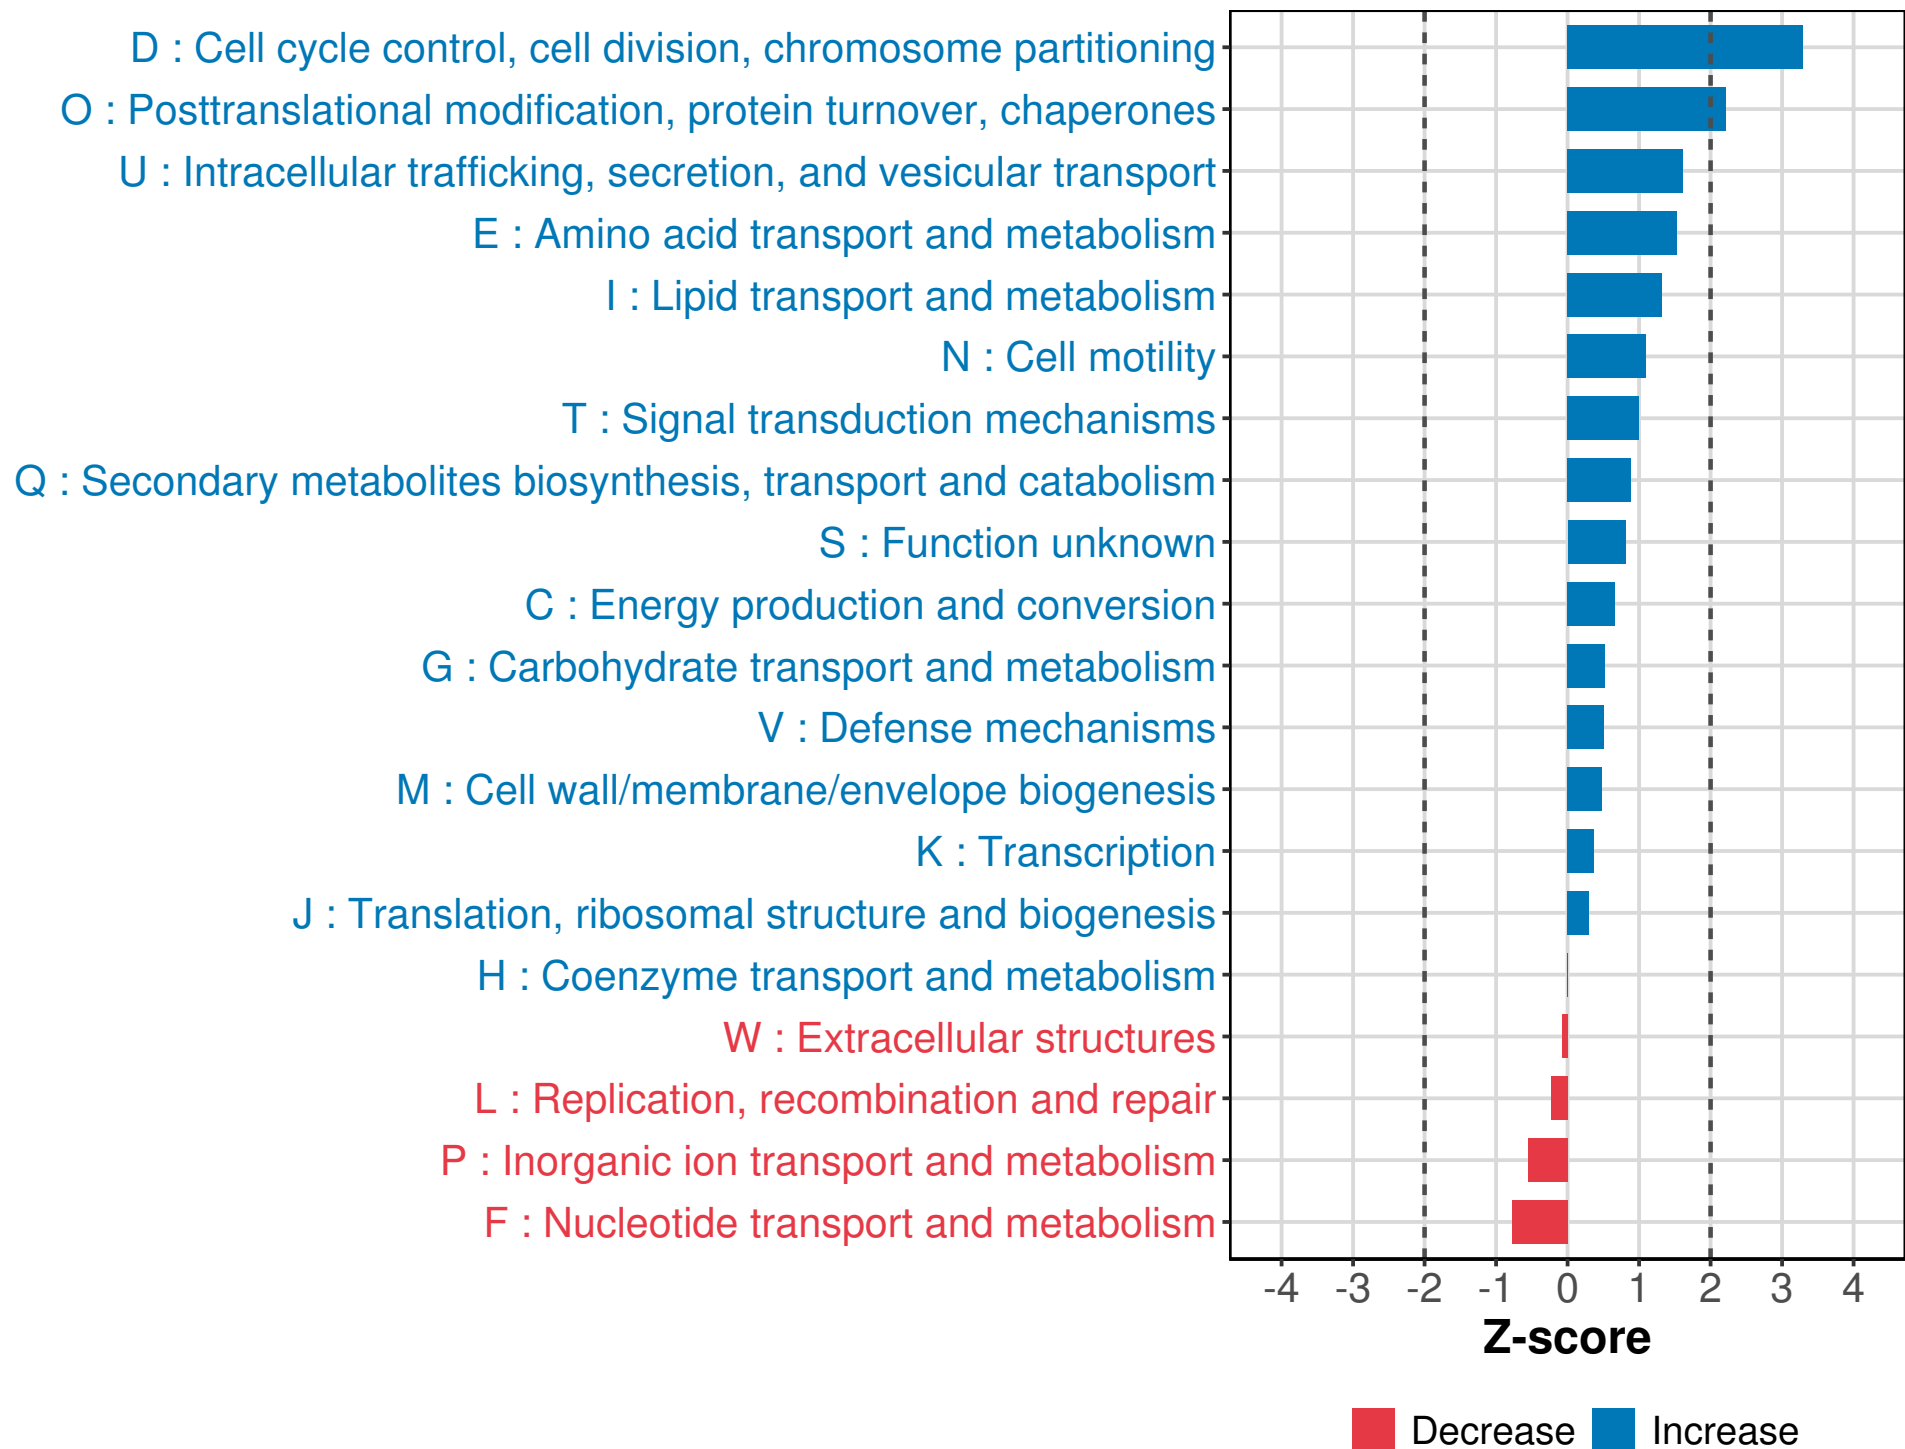 D : Cell cycle control, cell division, chromosome partitioning
O : Posttranslational modification, protein turnover, chaperones
U : Intracellular trafficking, secretion, and vesicular transport
E : Amino acid transport and metabolism
I : Lipid transport and metabolism
N : Cell motility
T : Signal transduction mechanisms
Q : Secondary metabolites biosynthesis, transport and catabolism
S : Function unknown
C : Energy production and conversion
G : Carbohydrate transport and metabolism
V : Defense mechanisms
M : Cell wall/membrane/envelope biogenesis
K : Transcription
J : Translation, ribosomal structure and biogenesis
H : Coenzyme transport and metabolism
W : Extracellular structures
L : Replication, recombination and repair
P : Inorganic ion transport and metabolism
F : Nucleotide transport and metabolism
-4 -3 -2 -1 0 1 2 3 4
Z-score
Decrease Increase